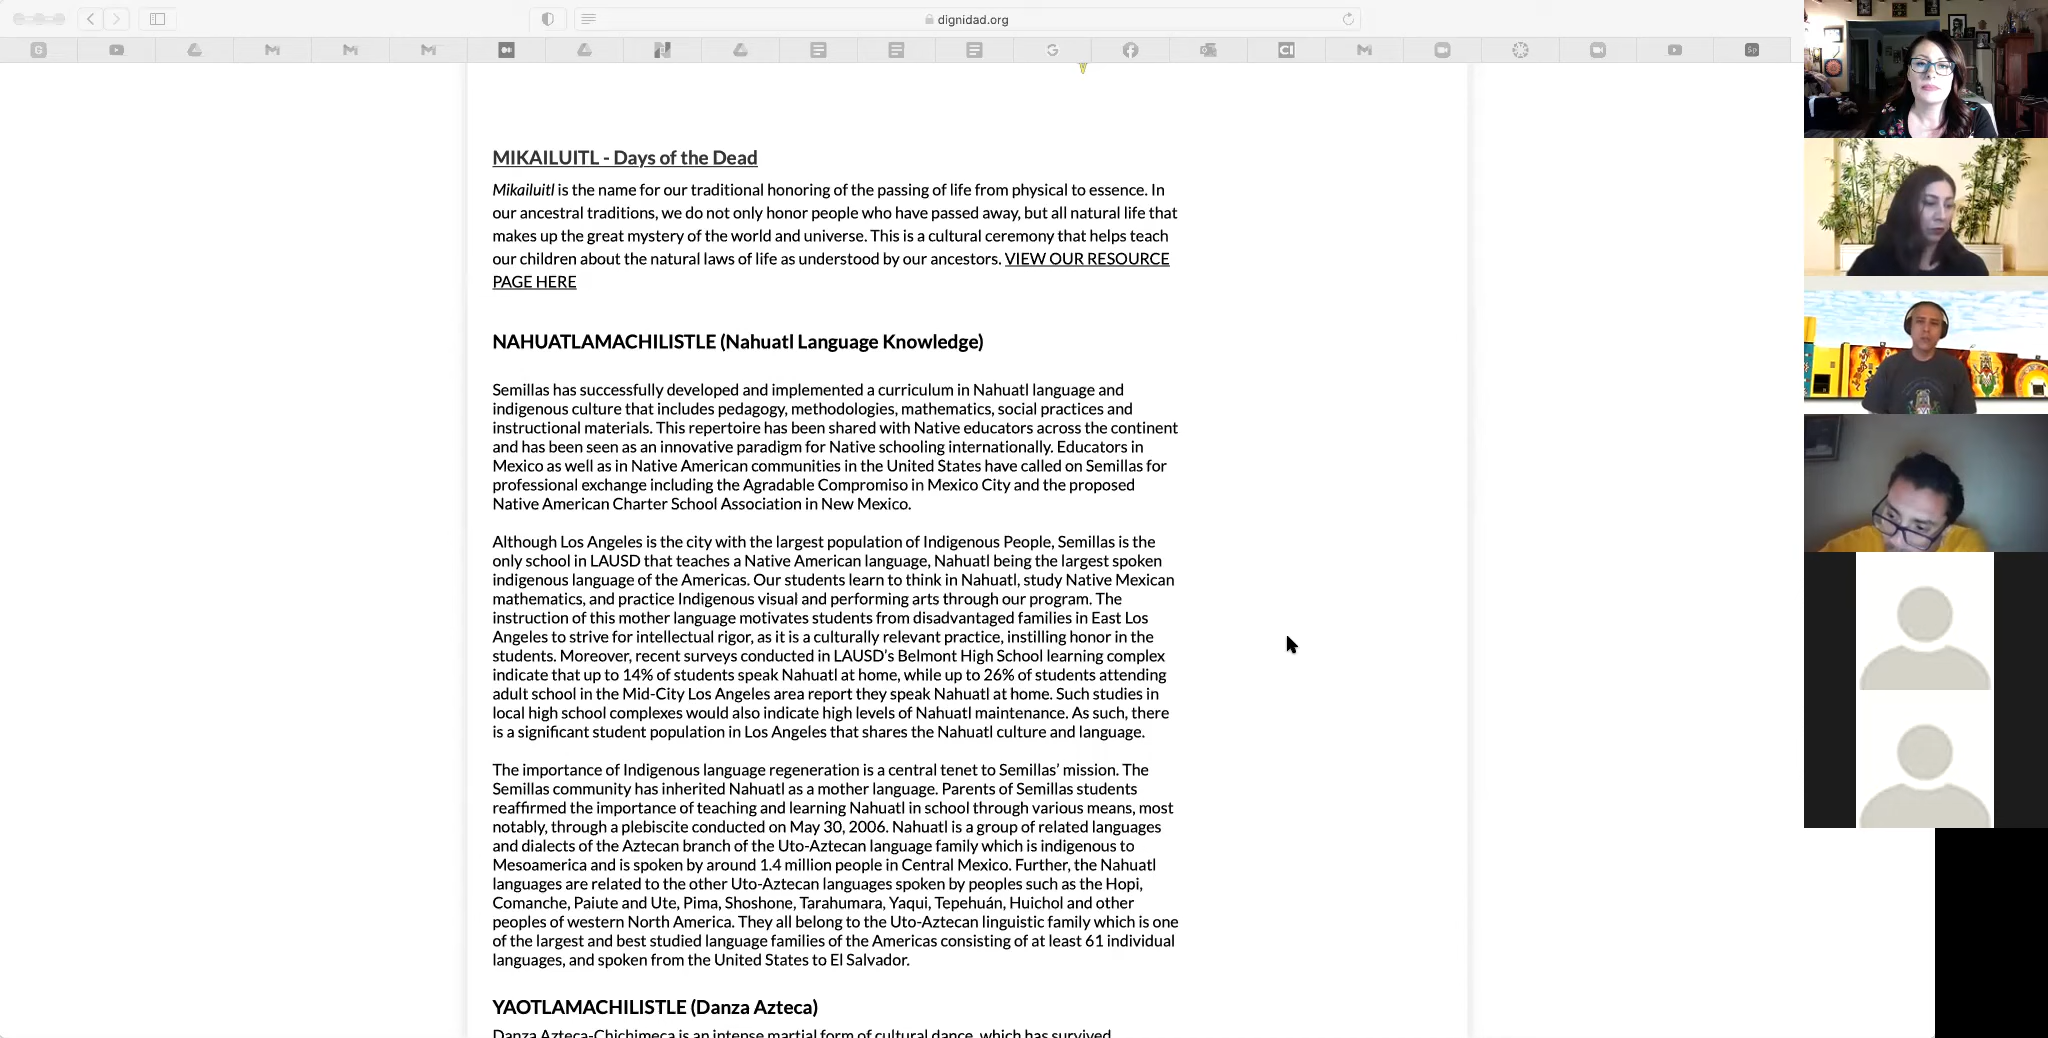 dignidad.org
MIKAILUITL - Days of the Dead
Mikailuitl is the name for our traditional honoring of the passing of life from physical to essence. In
our ancestral traditions, we do not only honor people who have passed away, but all natural life that
makes up the great mystery of the world and universe. This is a cultural ceremony that helps teach
our children about the natural laws of life as understood by our ancestors. VIEW OUR RESOURCE
PAGE HERE
NAHUATLAMACHILISTLE (Nahuatl Language Knowledge)
Semillas has successfully developed and implemented a curriculum in Nahuatl language and
indigenous culture that includes pedagogy, methodologies, mathematics, social practices and
instructional materials. This repertoire has been shared with Native educators across the continent
and has been seen as an innovative paradigm for Native schooling internationally. Educators in
Mexico as well as in Native American communities in the United States have called on Semillas for
professional exchange including the Agradable Compromiso in Mexico City and the proposed
Native American Charter School Association in New Mexico.
Although Los Angeles is the city with the largest population of Indigenous People, Semillas is the
only school in LAUSD that teaches a Native American language, Nahuatl being the largest spoken
indigenous language of the Americas. Our students learn to think in Nahuatl, study Native Mexican
mathematics, and practice Indigenous visual and performing arts through our program. The
instruction of this mother language motivates students from disadvantaged families in East Los
Angeles to strive for intellectual rigor, as it is a culturally relevant practice, instilling honor in the
students. Moreover, recent surveys conducted in LAUSD's Belmont High School learning complex
indicate that up to 14% of students speak Nahuatl at home, while up to 26% of students attending
adult school in the Mid-City Los Angeles area report they speak Nahuatl at home. Such studies in
local high school complexes would also indicate high levels of Nahuatl maintenance. As such, there
is a significant student population in Los Angeles that shares the Nahuatl culture and language.
The importance of Indigenous language regeneration is a central tenet to Semillas' mission. The
Semillas community has inherited Nahuatl as a mother language. Parents of Semillas students
reaffirmed the importance of teaching and learning Nahuatl in school through various means, most
notably, through a plebiscite conducted on May 30, 2006. Nahuatl is a group of related languages
and dialects of the Aztecan branch of the Uto-Aztecan language family which is indigenous to
Mesoamerica and is spoken by around 1.4 million people in Central Mexico. Further, the Nahuatl
languages are related to the other Uto-Aztecan languages spoken by peoples such as the Hopi,
Comanche, Paiute and Ute, Pima, Shoshone, Tarahumara, Yaqui, Tepehuán, Huichol and other
peoples of western North America. They all belong to the Uto-Aztecan linguistic family which is one
of the largest and best studied language families of the Americas consisting of at least 61 individual
languages, and spoken from the United States to El Salvador.
YAOTLAMACHILISTLE (Danza Azteca)
Danza Azteca-Chichimeca is an intense martial form of cultural dance, which has survived